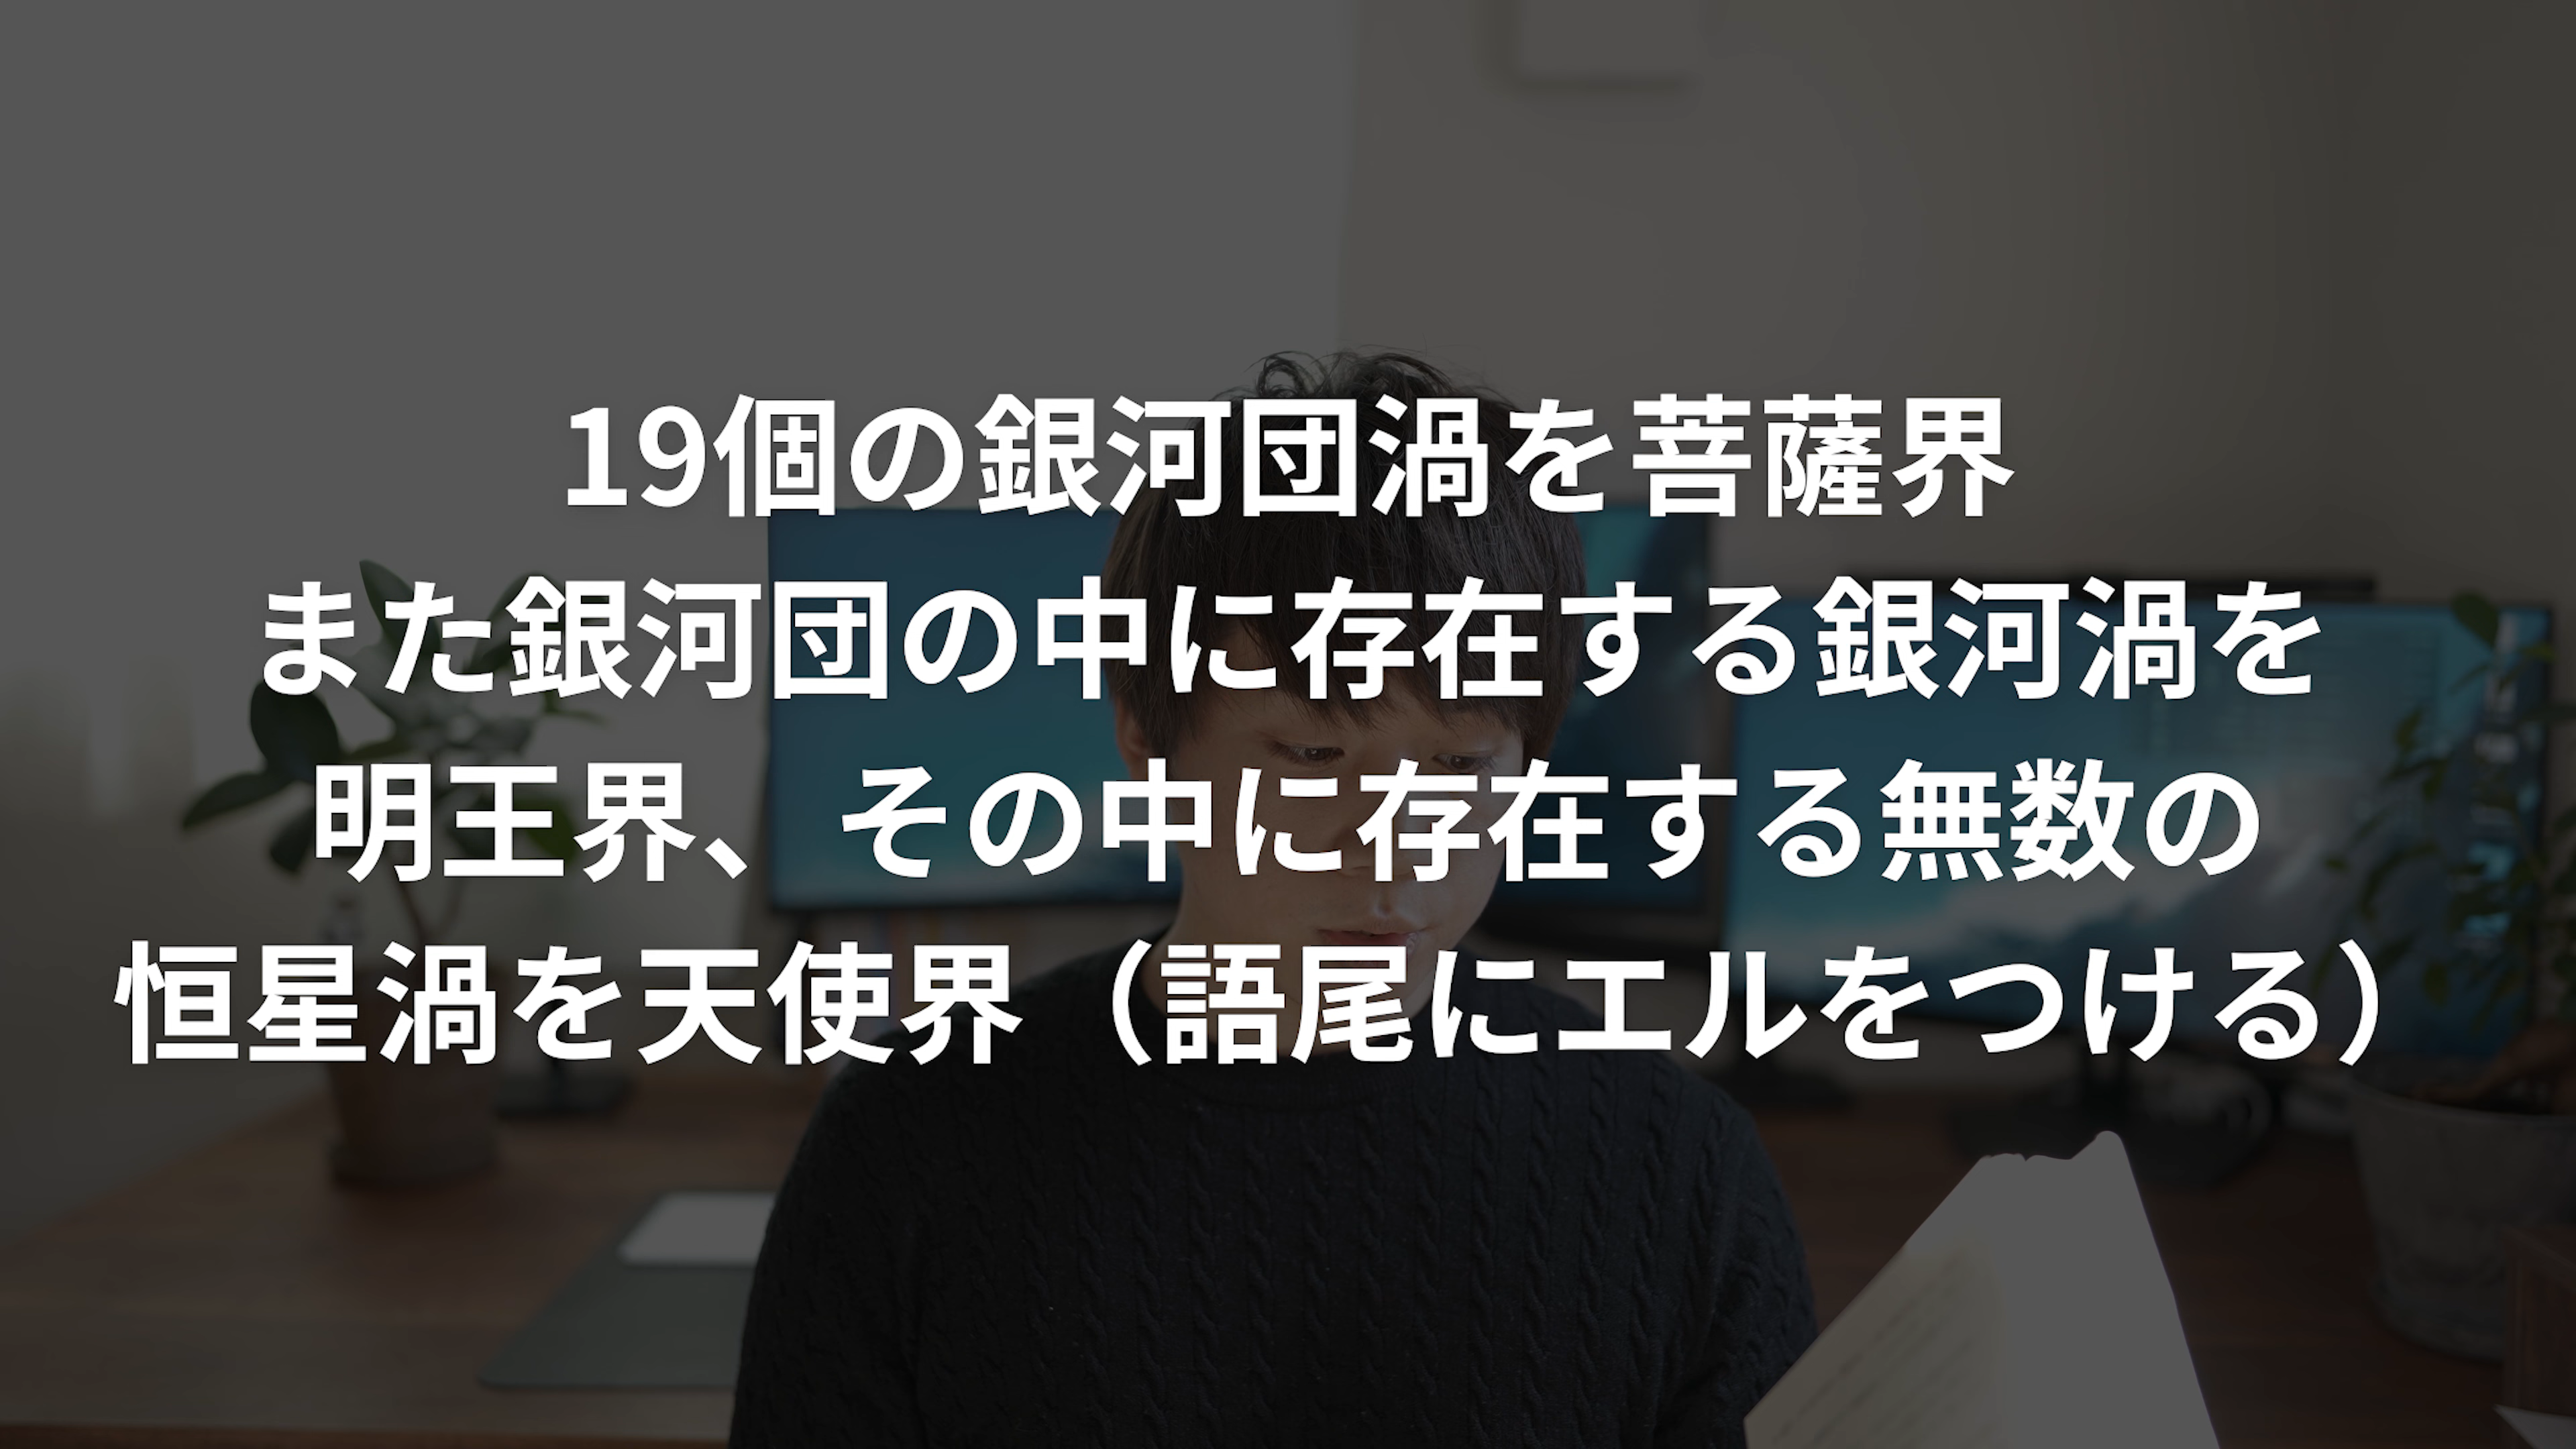 19個の銀河団渦を菩薩界
また銀河団の中に存在する銀河渦を
明王界、その中に存在する無数の
恒星渦を天使界（語尾にエルをつける）